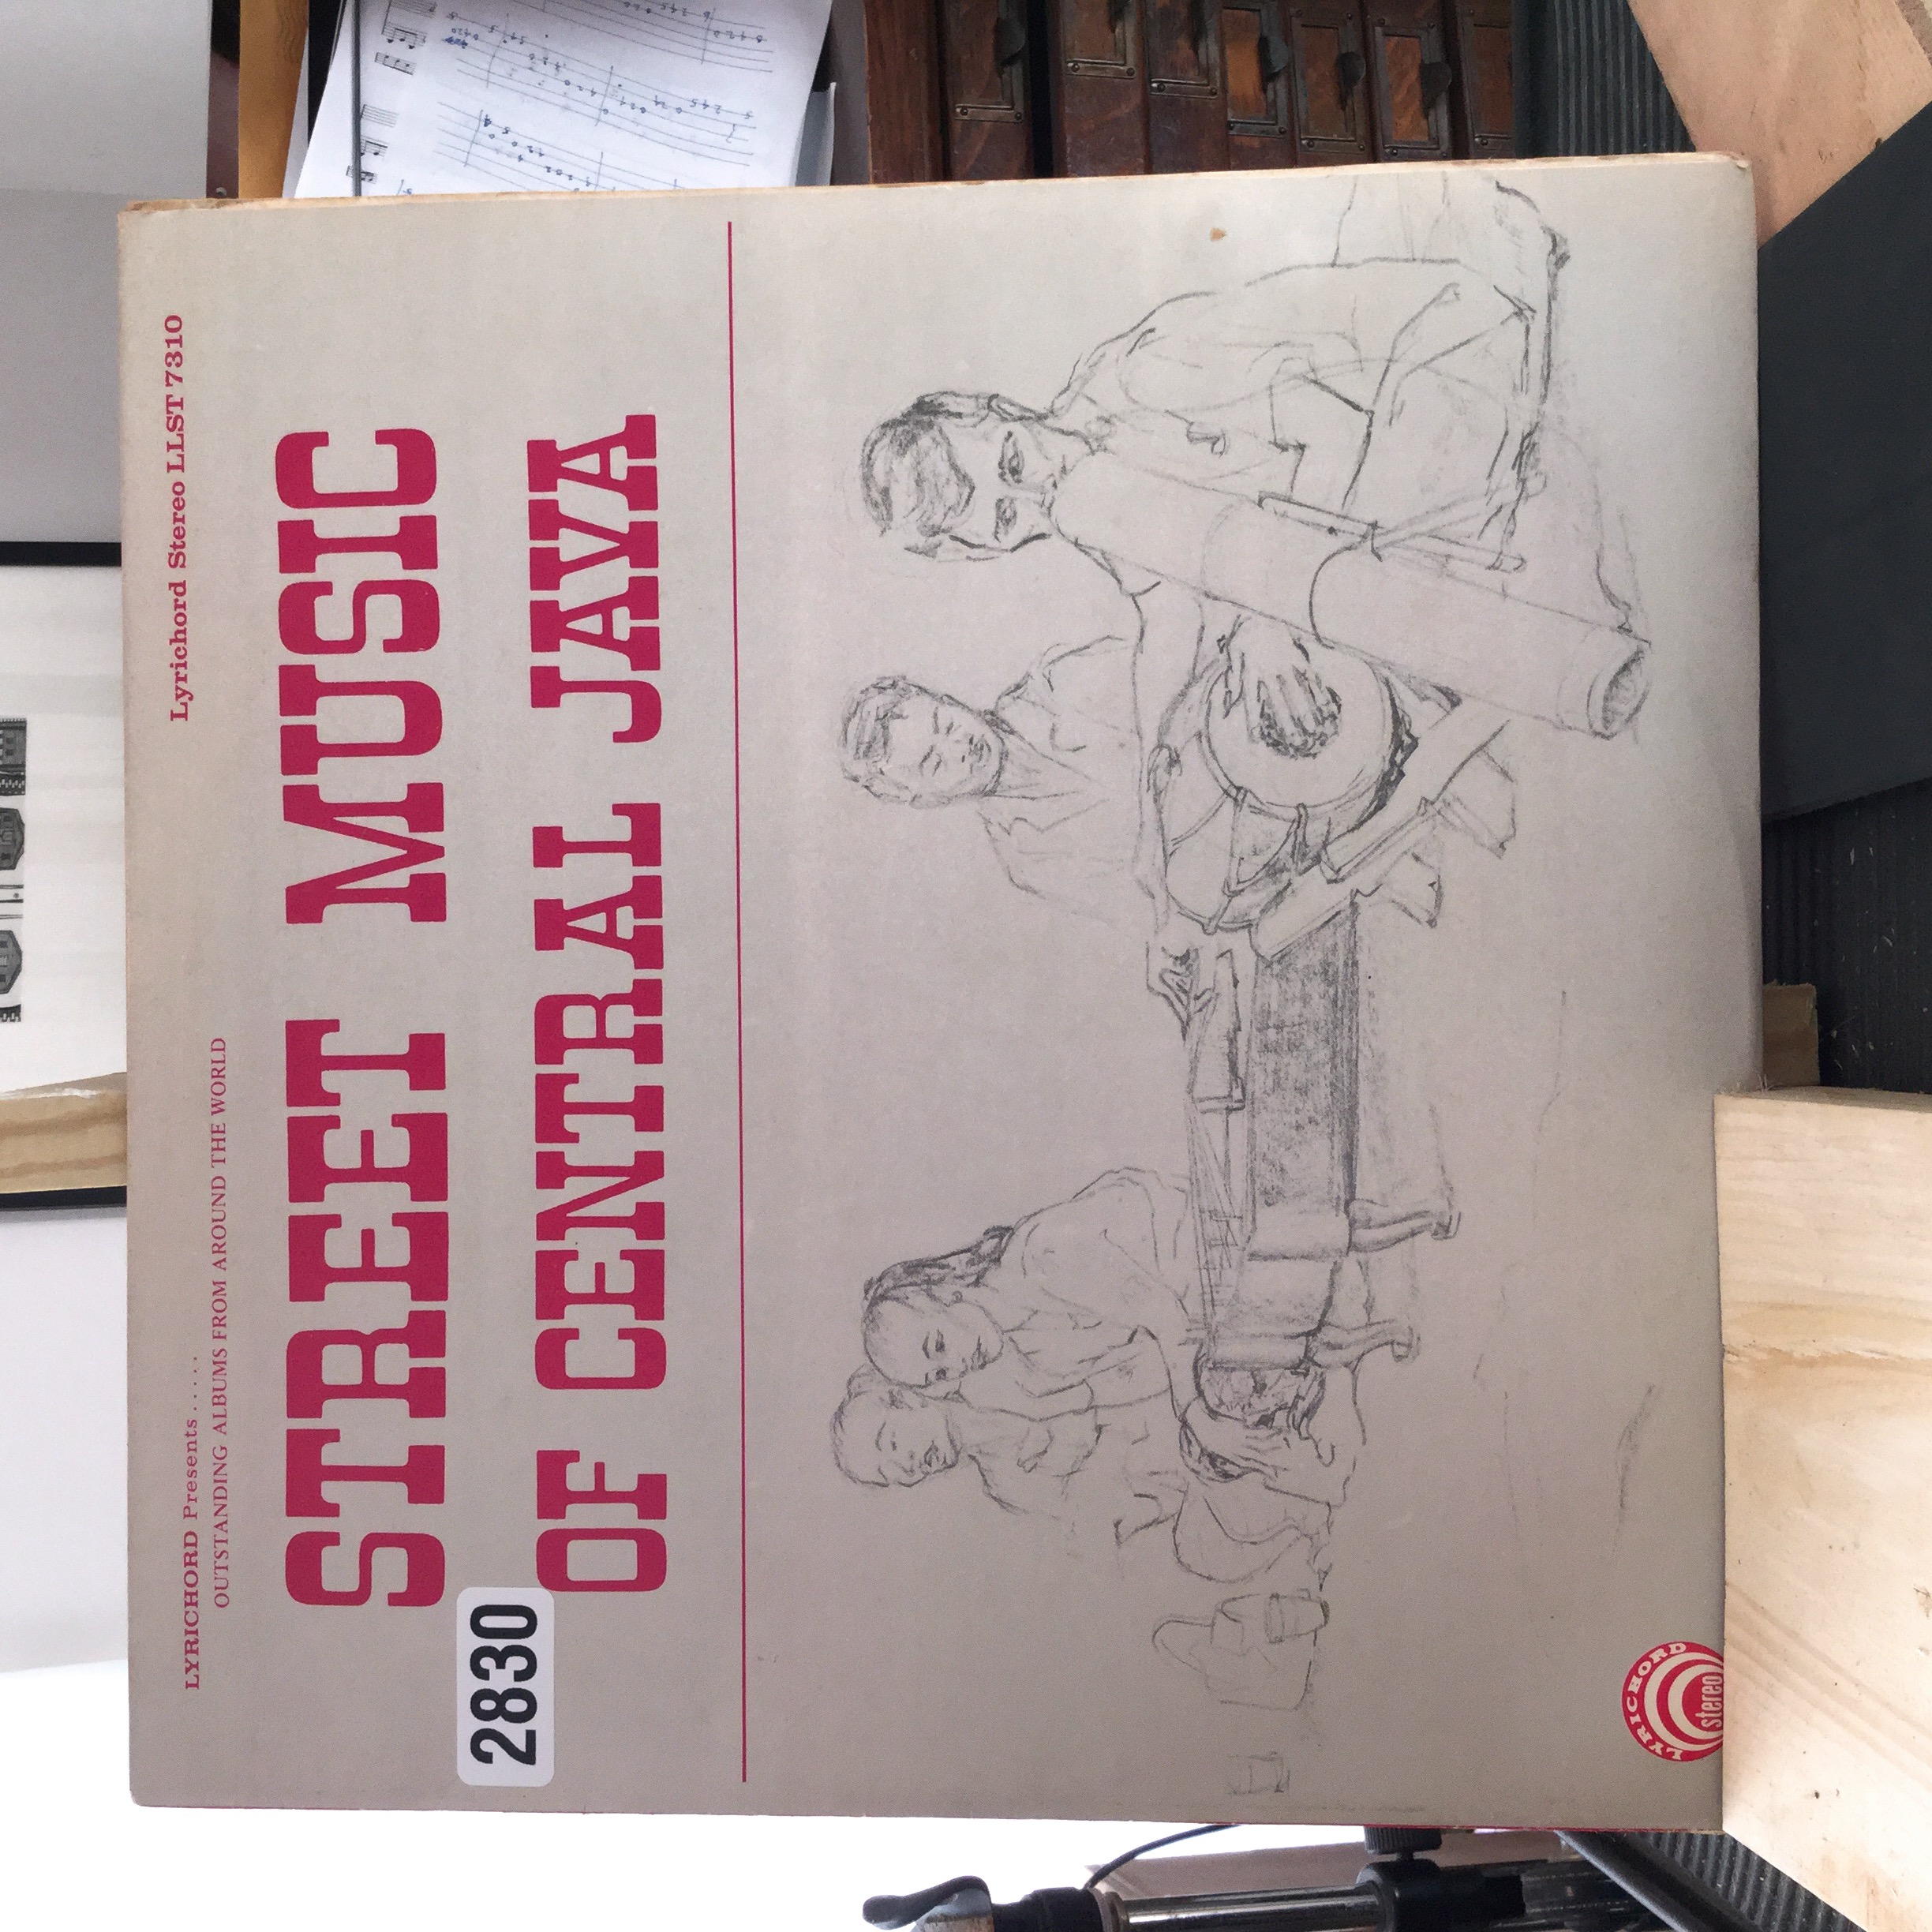 LYRICHORD Presents . . . . . .
Lyrichord Stereo LLST 7310
OUTSTANDING ALBUMS FROM AROUND THE WORLD
STREET MUSIC
OF CENTRAL JAVA
2830
LYRICHORD
stereo